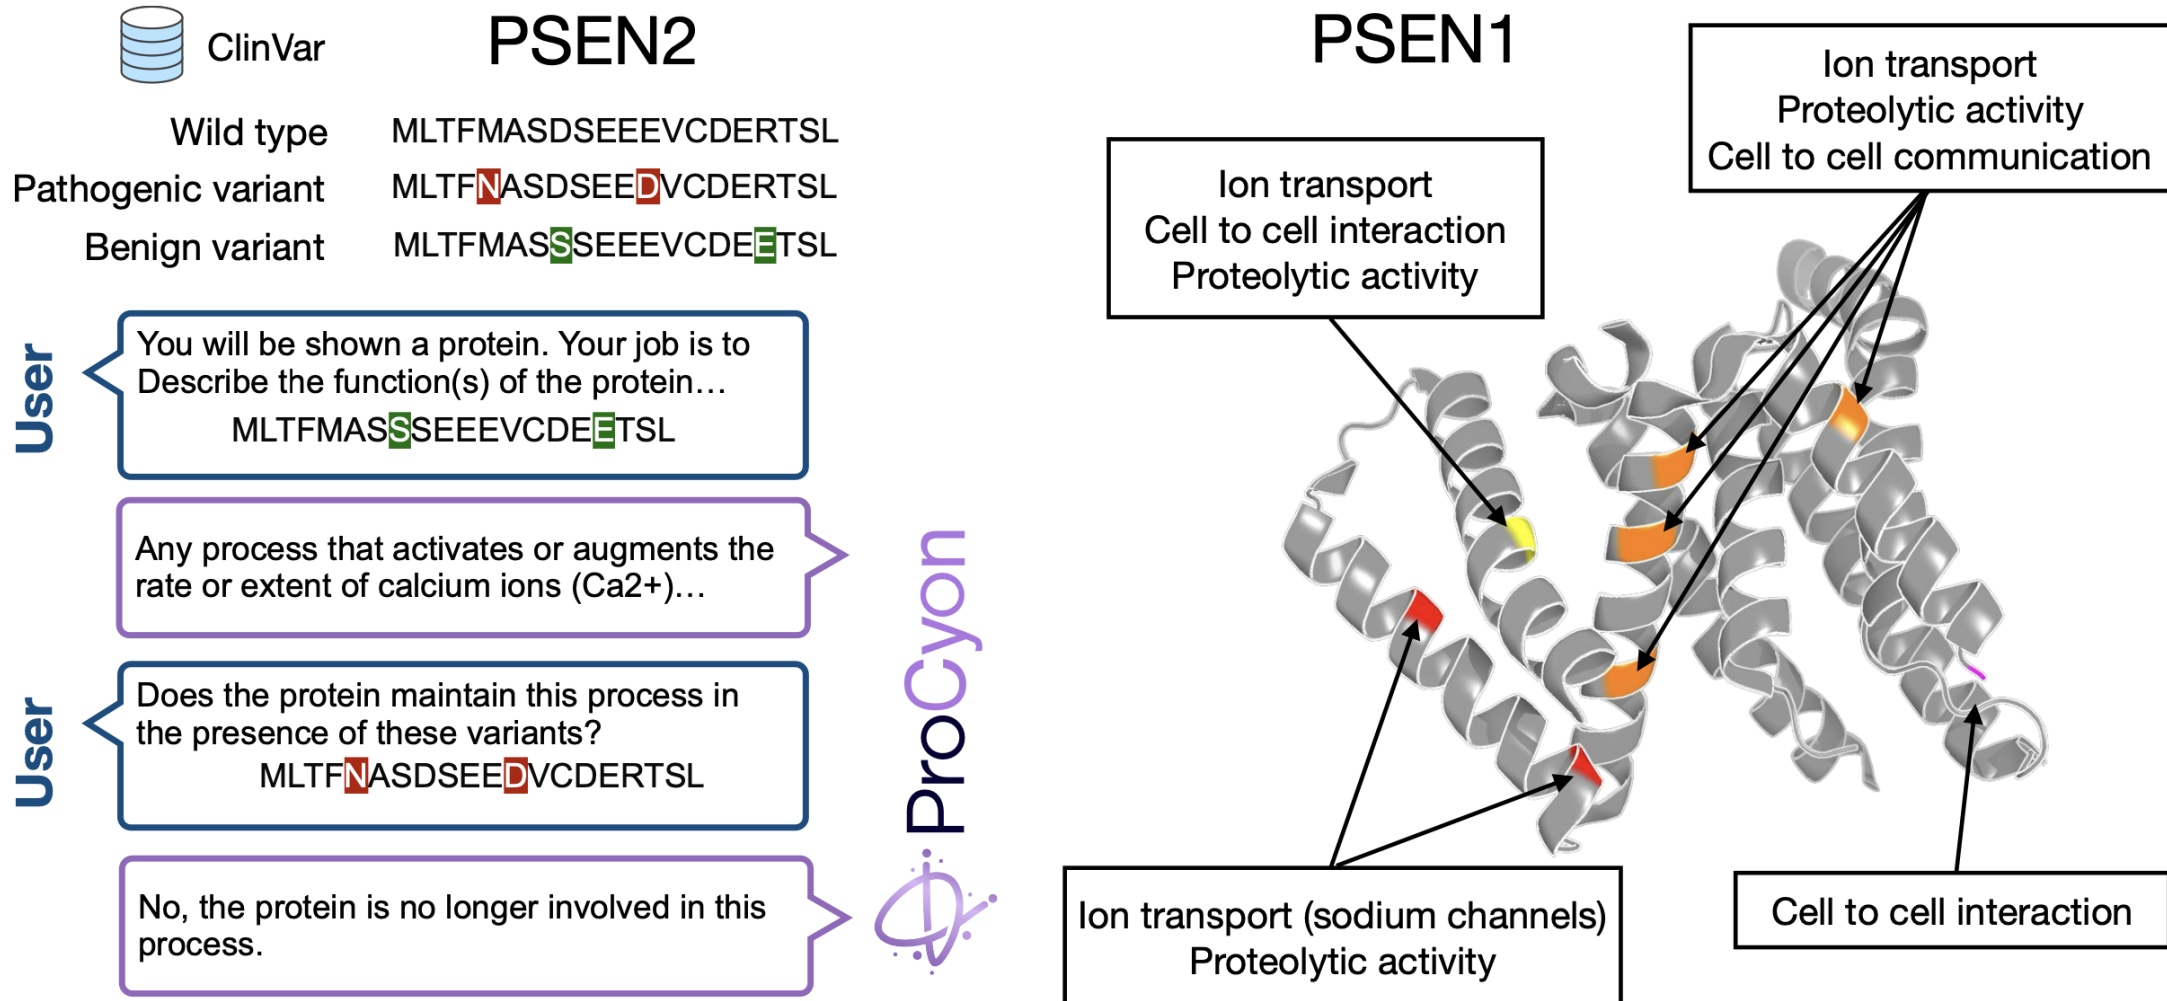 ClinVar
PSEN2
Wild type MLTFMASDSEEEVCDERTSL
Pathogenic variant MLTFNASDSEEDVCDERTSL
Benign variant MLTFMASSSEEEVCDEETSL
User
You will be shown a protein. Your job is to
Describe the function(s) of the protein…
MLTFMASSSEEEVCDEETSL
Any process that activates or augments the
rate or extent of calcium ions (Ca2+)…
User
Does the protein maintain this process in
the presence of these variants?
MLTFNASDSEEDVCDERTSL
No, the protein is no longer involved in this
process.
ProCyon
PSEN1
Ion transport
Cell to cell interaction
Proteolytic activity
Ion transport
Proteolytic activity
Cell to cell communication
Ion transport (sodium channels)
Proteolytic activity
Cell to cell interaction